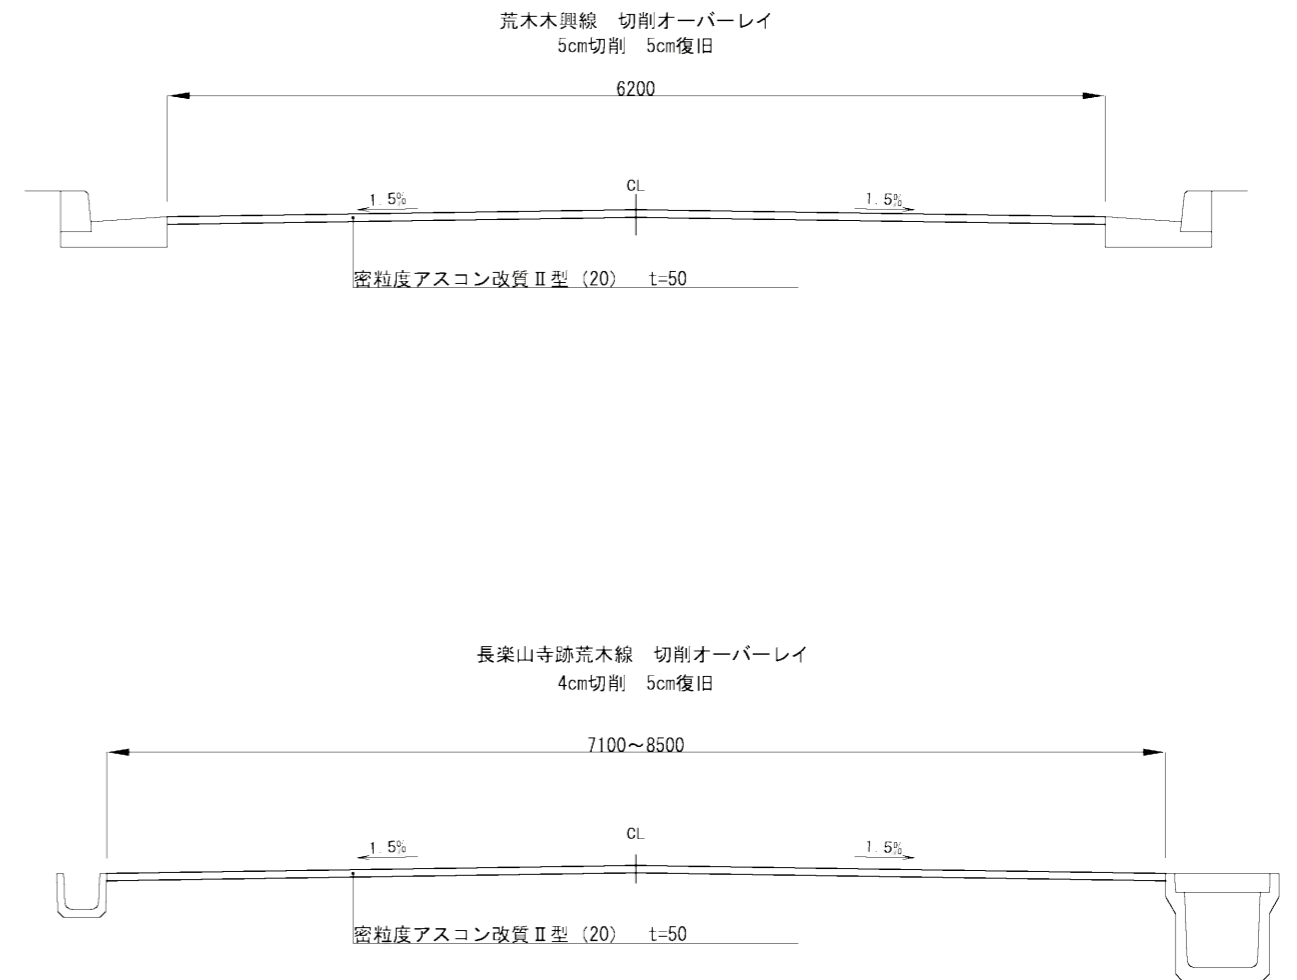 荒木木興線　切削オーバーレイ
5cm切削　5cm復旧
6200
CL
1.5%
1.5%
密粒度アスコン改質Ⅱ型（20）　t=50
長楽山寺跡荒木線　切削オーバーレイ
4cm切削　5cm復旧
7100～8500
CL
1.5%
1.5%
密粒度アスコン改質Ⅱ型（20）　t=50